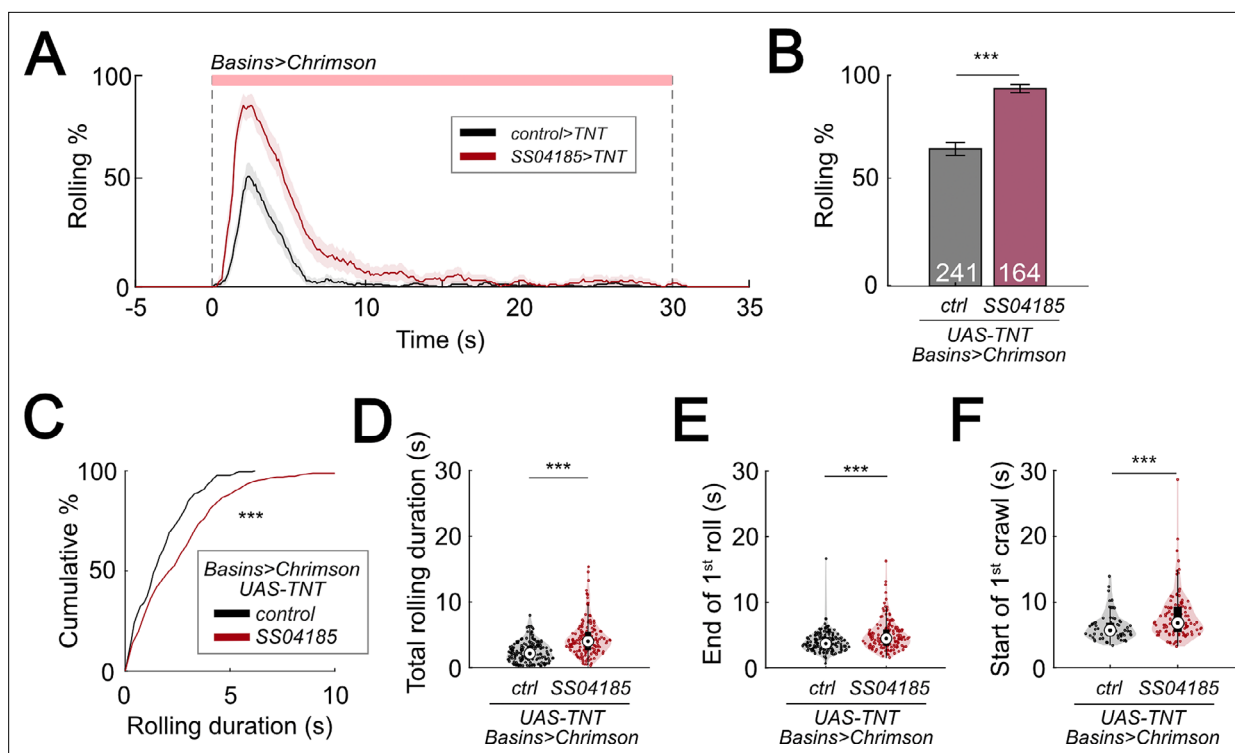 A
Basins>Chrimson
Rolling %
100
50
0
control>TNT
SS04185>TNT
-5
0
10
20
30
35
Time (s)
B
***
Rolling %
100
50
0
241
164
ctrl
SS04185
UAS-TNT
Basins>Chrimson
C
Cumulative %
100
50
0
***
Basins>Chrimson
UAS-TNT
control
SS04185
0
5
10
Rolling duration (s)
D
Total rolling duration (s)
30
20
10
0
***
ctrl
SS04185
UAS-TNT
Basins>Chrimson
E
End of 1st roll (s)
30
20
10
0
***
ctrl
SS04185
UAS-TNT
Basins>Chrimson
F
Start of 1st crawl (s)
30
20
10
0
***
ctrl
SS04185
UAS-TNT
Basins>Chrimson